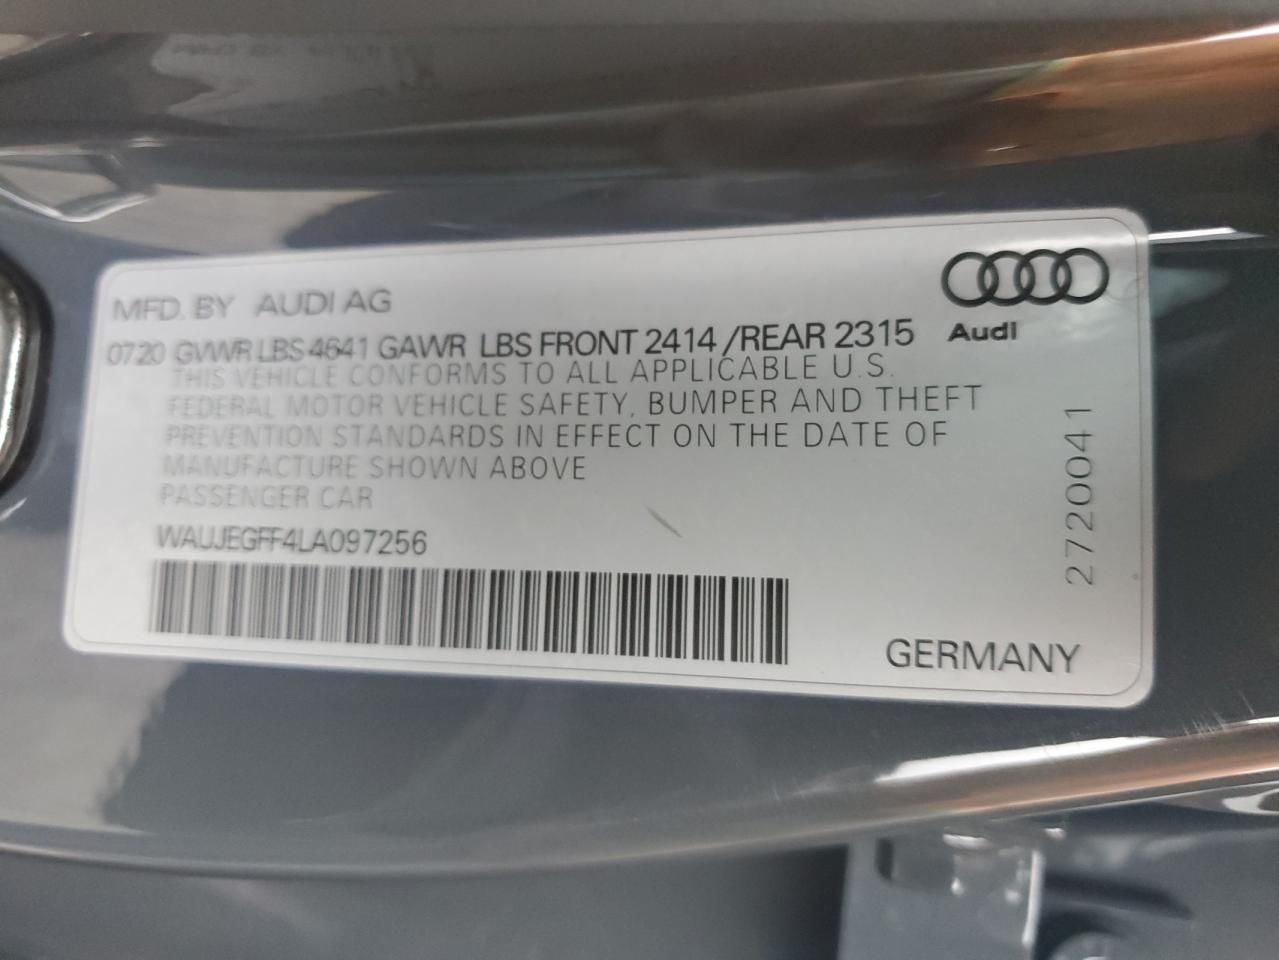 MFD. BY AUDI AG
Audi
0720 GVWR LBS 4641 GAWR LBS FRONT 2414 /REAR 2315
THIS VEHICLE CONFORMS TO ALL APPLICABLE U.S.
FEDERAL MOTOR VEHICLE SAFETY, BUMPER AND THEFT
PREVENTION STANDARDS IN EFFECT ON THE DATE OF
MANUFACTURE SHOWN ABOVE
PASSENGER CAR
WAUJEGFF4LA097256
2720041
GERMANY